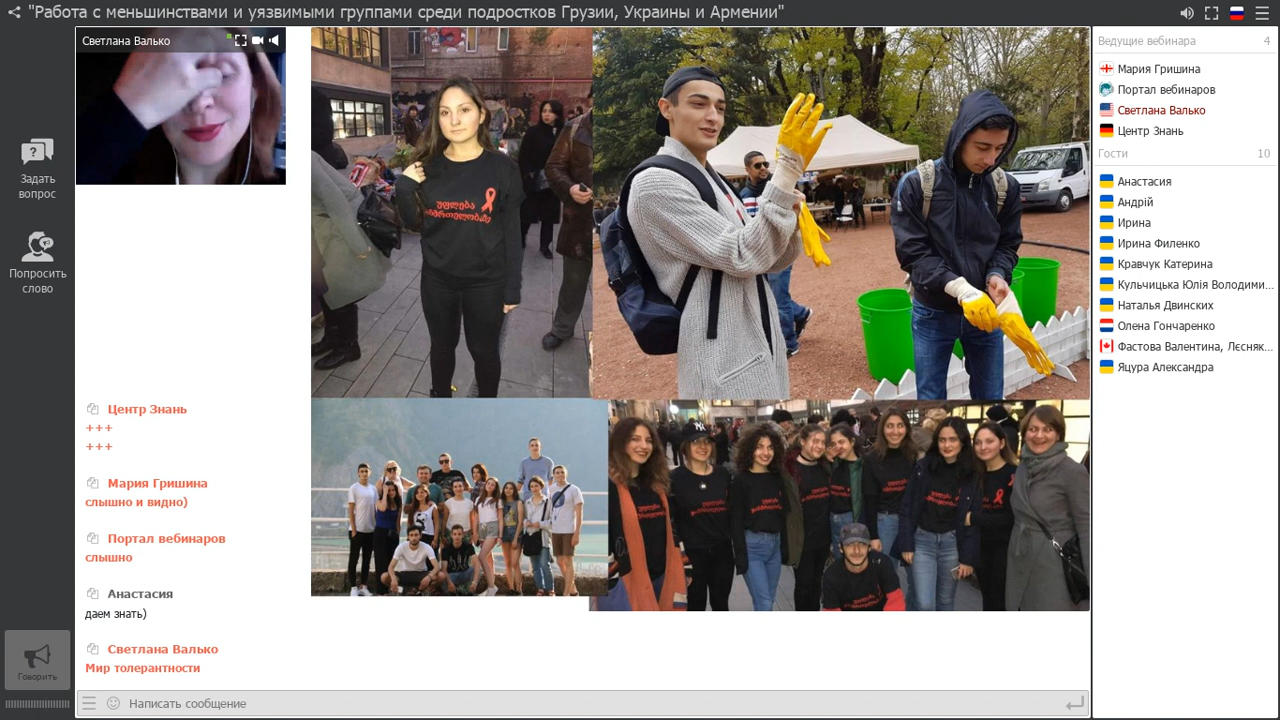 "Работа с меньшинствами и уязвимыми группами среди подростков Грузии, Украины и Армении"
Светлана Валько
Задать
вопрос
Попросить
слово
Говорить
უფლება
ჯანმრთელობაზე
Центр Знань
+++
+++
Мария Гришина
слышно и видно)
Портал вебинаров
слышно
Анастасия
даем знать)
Светлана Валько
Мир толерантности
Написать сообщение
Ведущие вебинара 4
Мария Гришина
Портал вебинаров
Светлана Валько
Центр Знань
Гости 10
Анастасия
Андрій
Ирина
Ирина Филенко
Кравчук Катерина
Кульчицька Юлія Володими...
Наталья Двинских
Олена Гончаренко
Фастова Валентина, Лєсняк...
Яцура Александра